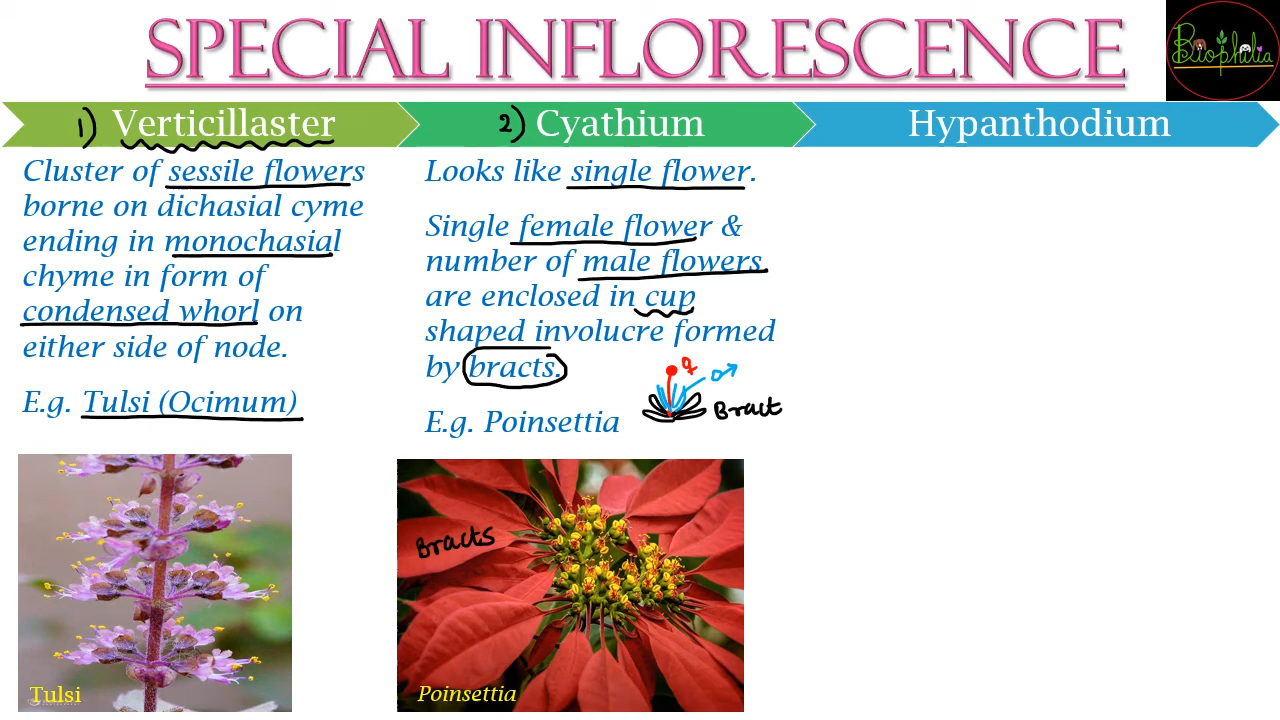 SPECIAL INFLORESCENCE
Biophilia
1) Verticillaster
Cluster of sessile flowers
borne on dichasial cyme
ending in monochasial
chyme in form of
condensed whorl on
either side of node.
E.g. Tulsi (Ocimum)
Tulsi
2) Cyathium
Looks like single flower.
Single female flower &
number of male flowers
are enclosed in cup
shaped involucre formed
by bracts.
E.g. Poinsettia
♀
♂
Bract
Bracts
Poinsettia
Hypanthodium